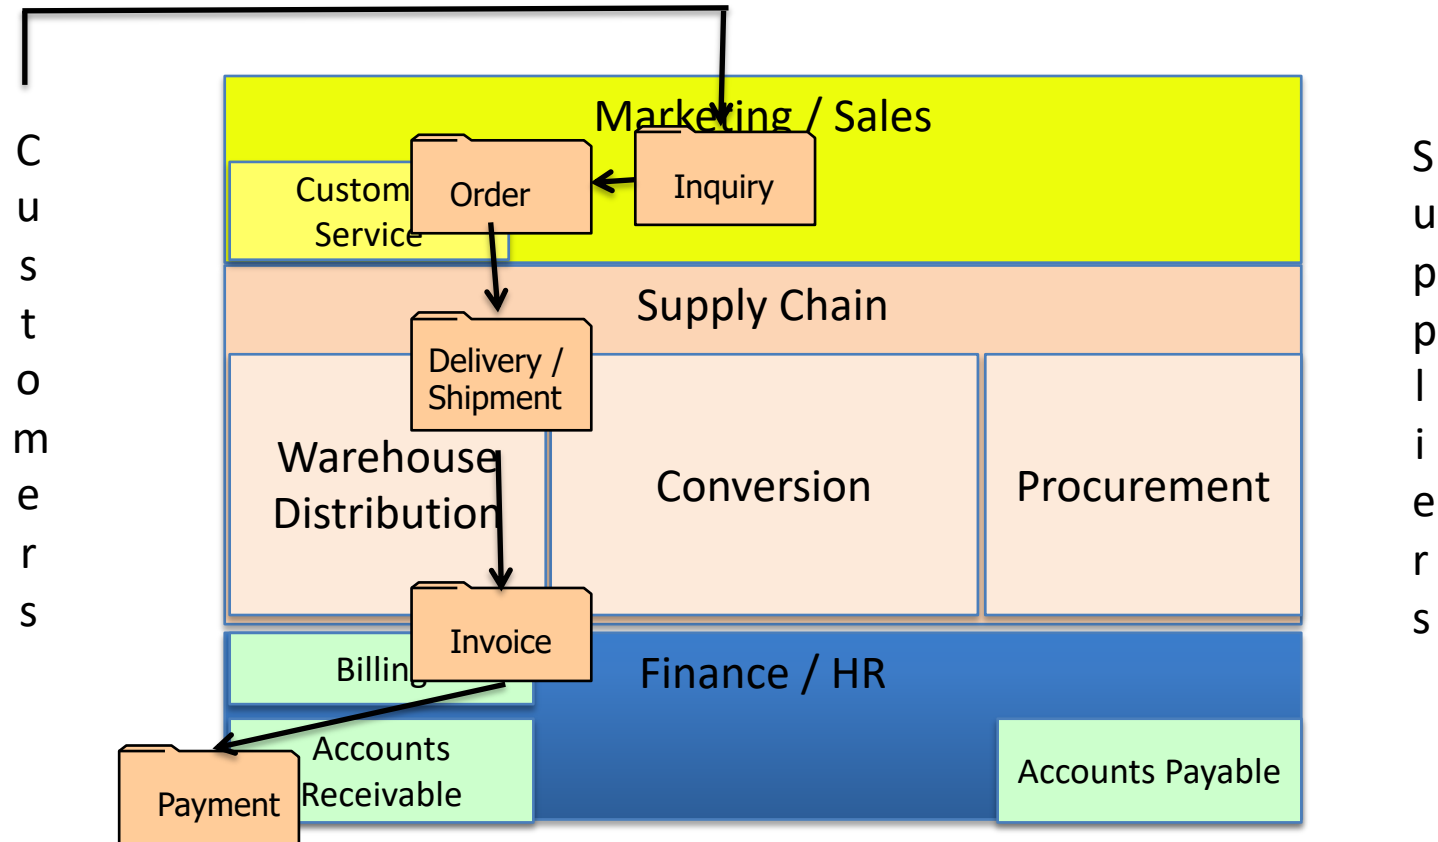 Customers
Marketing / Sales
Custom
Service
Order
Inquiry
Supply Chain
Delivery /
Shipment
Warehouse
Distribution
Conversion
Procurement
Invoice
Billing
Finance / HR
Accounts
Receivable
Payment
Accounts Payable
Suppliers